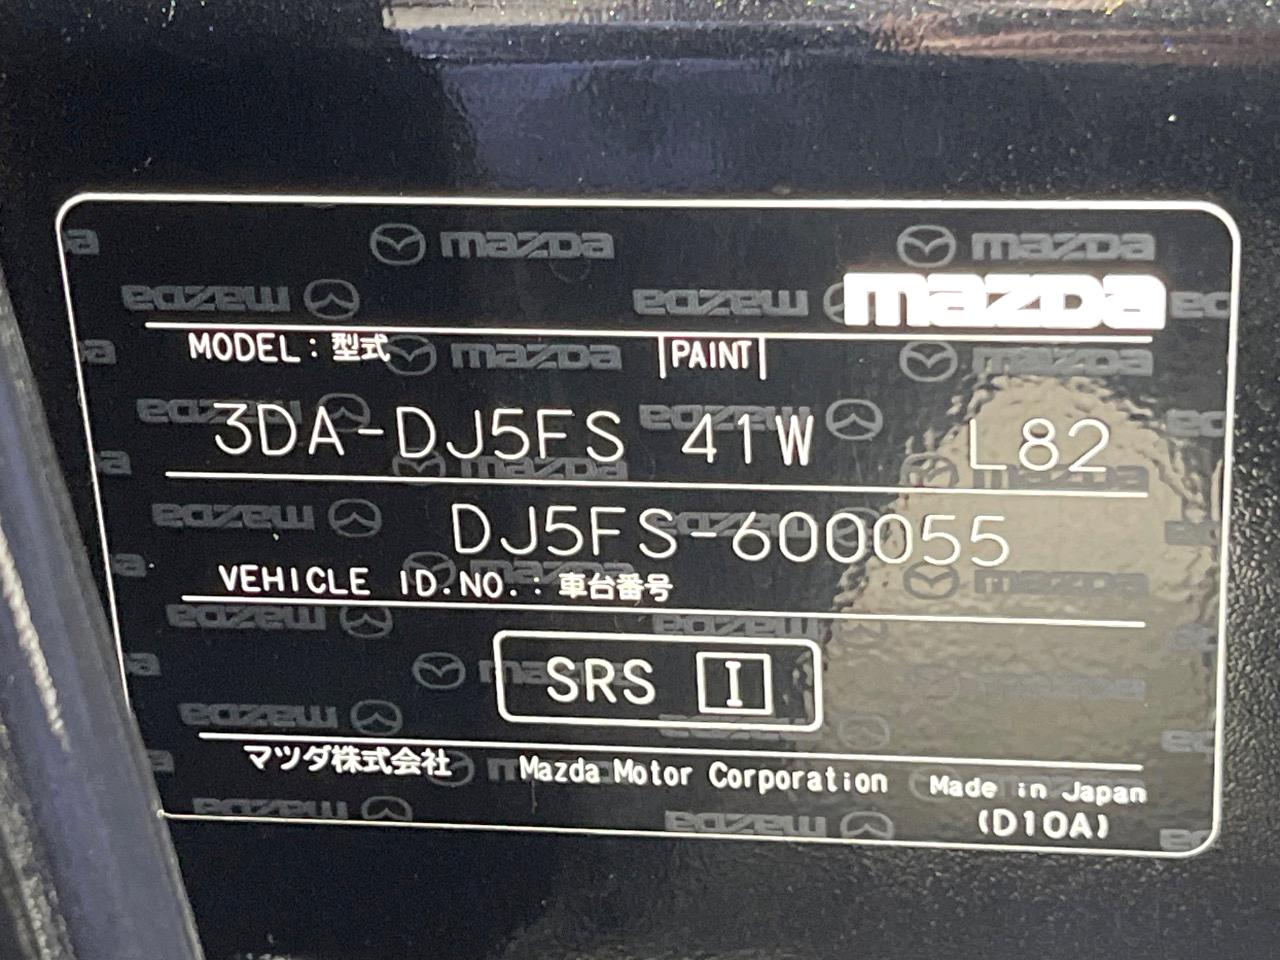 mazda
MODEL : 型式 PAINT
3DA-DJ5FS 41W L82
DJ5FS-600055
VEHICLE ID.NO. : 車台番号
SRS I
マツダ株式会社 Mazda Motor Corporation Made in Japan
(D10A)